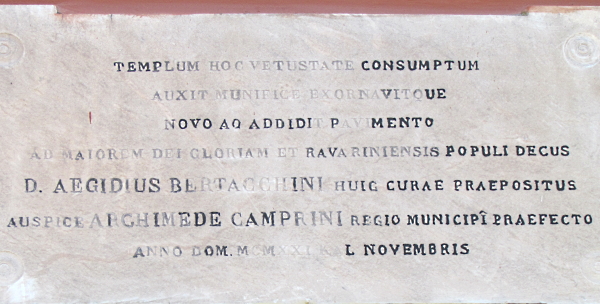 TEMPLUM HOC VETUSTATE CONSUMPTUM
AUXIT MUNIFICE EXORNAVITQUE
NOVO AQ ADDIDIT PAVIMENTO
AD MAIOREM DEI GLORIAM ET RAVARINIENSIS POPULI DECUS
D. AEGIDIUS BERTACCHINI HUIC CURAE PRAEPOSITUS
AUSPICE ARCHIMEDE CAMPRINI REGIO MUNICIPÎ PRAEFECTO
ANNO DOM. L NOVEMBRIS